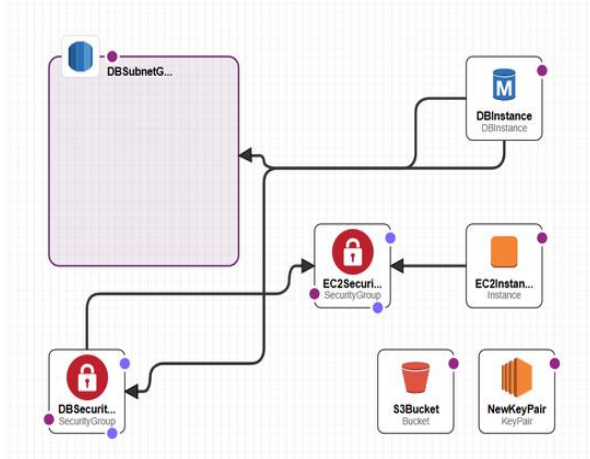 DBSubnetG...
M
DBInstance
DBInstance
EC2Securi...
SecurityGroup
EC2Instan...
Instance
DBSecurit...
SecurityGroup
S3Bucket
Bucket
NewKeyPair
KeyPair